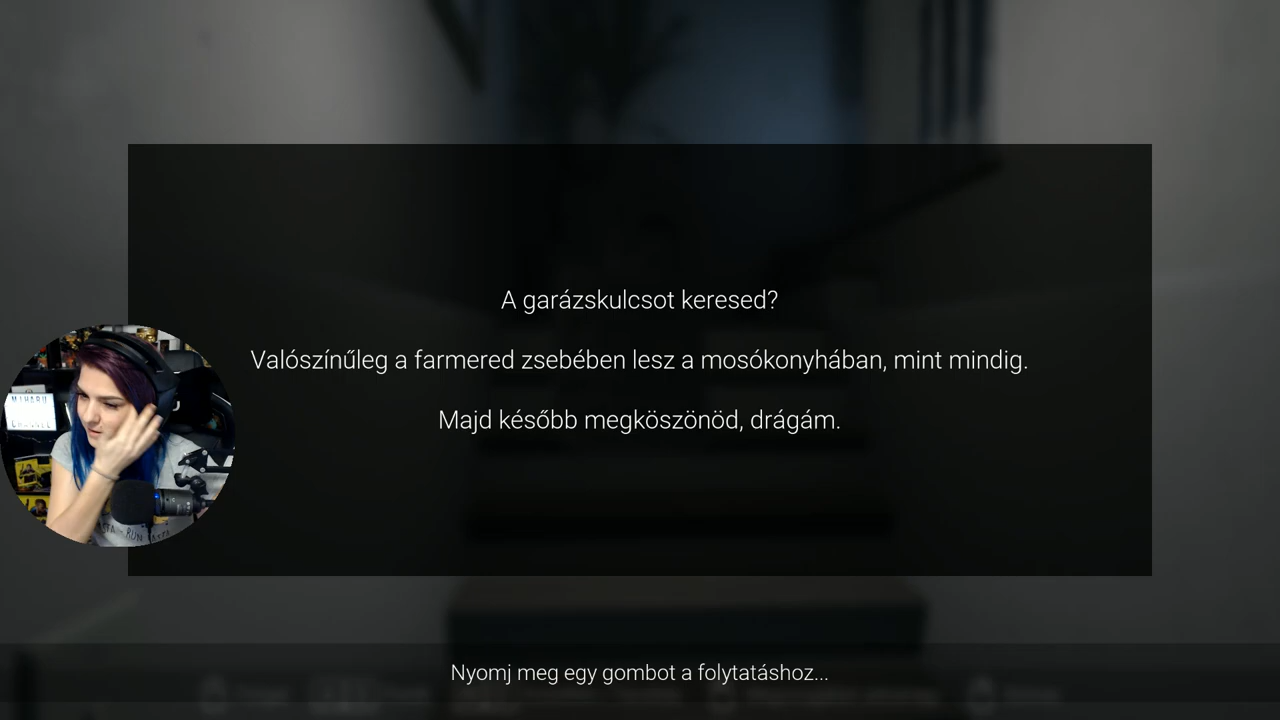 A garázskulcsot keresed?
Valószínűleg a farmered zsebében lesz a mosókonyhában, mint mindig.
Majd később megköszönöd, drágám.
Nyomj meg egy gombot a folytatáshoz...